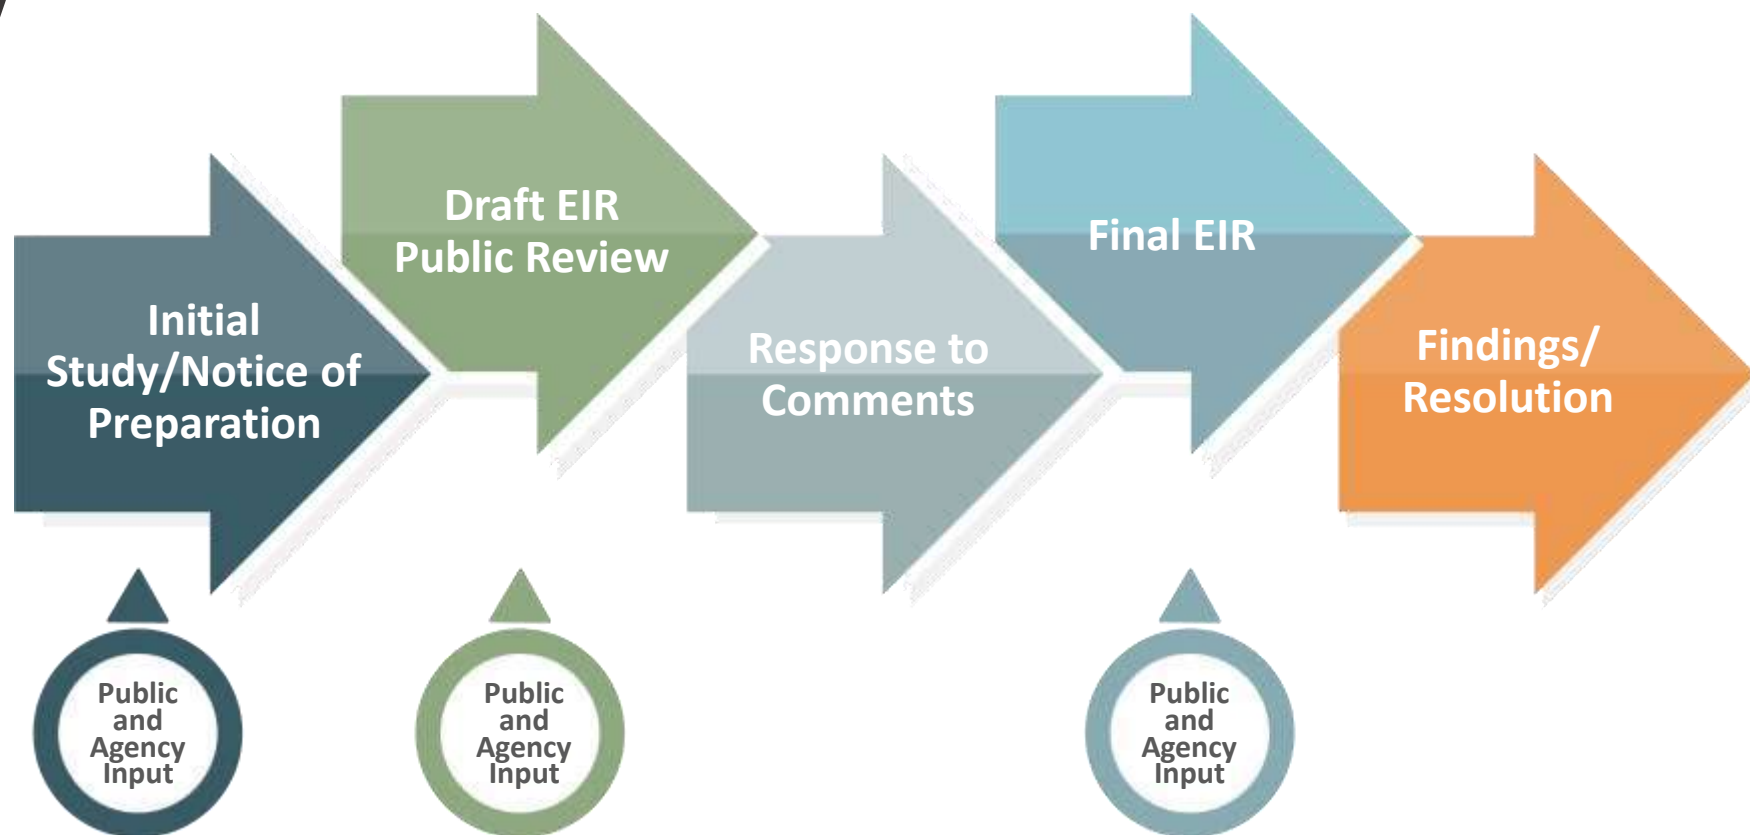 Initial
Study/Notice of
Preparation
Draft EIR
Public Review
Response to
Comments
Final EIR
Findings/
Resolution
Public
and
Agency
Input
Public
and
Agency
Input
Public
and
Agency
Input